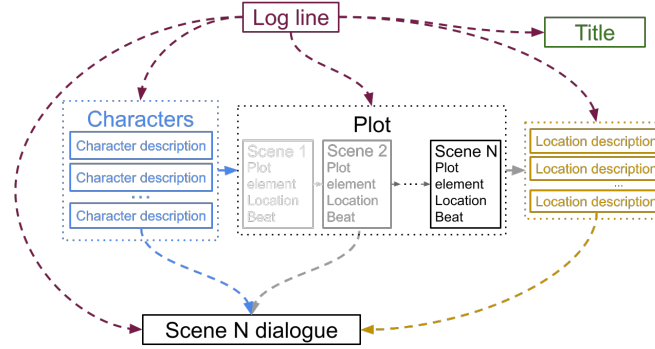 Log line
Title
Characters
Character description
Character description
...
Character description
Plot
Scene 1
Plot
element
Location
Beat
Scene 2
Plot
element
Location
Beat
Scene N
Plot
element
Location
Beat
Location description
Location description
...
Location description
Scene N dialogue